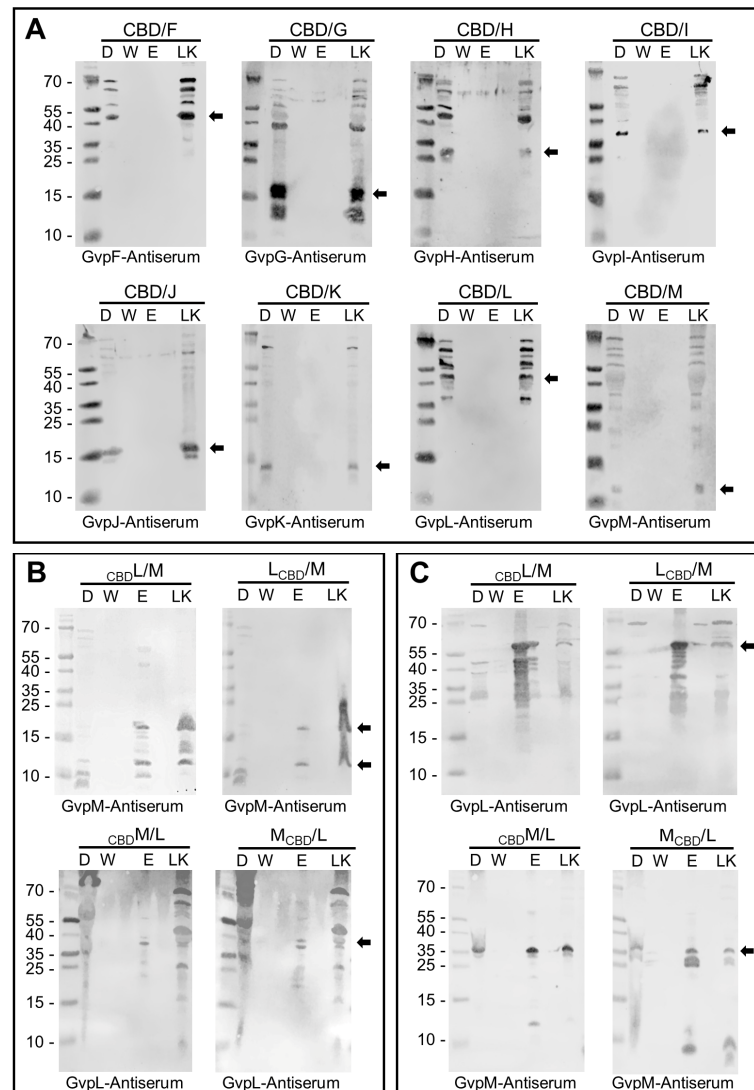 A
CBD/F CBD/G CBD/H CBD/I
D W E LK D W E LK D W E LK D W E LK
70 -
55 -
40 -
35 -
25 -
15 -
10 -
GvpF-Antiserum GvpG-Antiserum GvpH-Antiserum GvpI-Antiserum
CBD/J CBD/K CBD/L CBD/M
D W E LK D W E LK D W E LK D W E LK
70 -
55 -
40 -
35 -
25 -
15 -
10 -
GvpJ-Antiserum GvpK-Antiserum GvpL-Antiserum GvpM-Antiserum
B
CBDL/M LCBD/M
D W E LK D W E LK
70 -
55 -
40 -
35 -
25 -
15 -
10 -
GvpM-Antiserum GvpM-Antiserum
CBDM/L MCBD/L
D W E LK D W E LK
70 -
55 -
40 -
35 -
25 -
15 -
10 -
GvpL-Antiserum GvpL-Antiserum
C
CBDL/M LCBD/M
D W E LK D W E LK
70 -
55 -
40 -
35 -
25 -
15 -
10 -
GvpL-Antiserum GvpL-Antiserum
CBDM/L MCBD/L
D W E LK D W E LK
70 -
55 -
40 -
35 -
25 -
10 -
GvpM-Antiserum GvpM-Antiserum